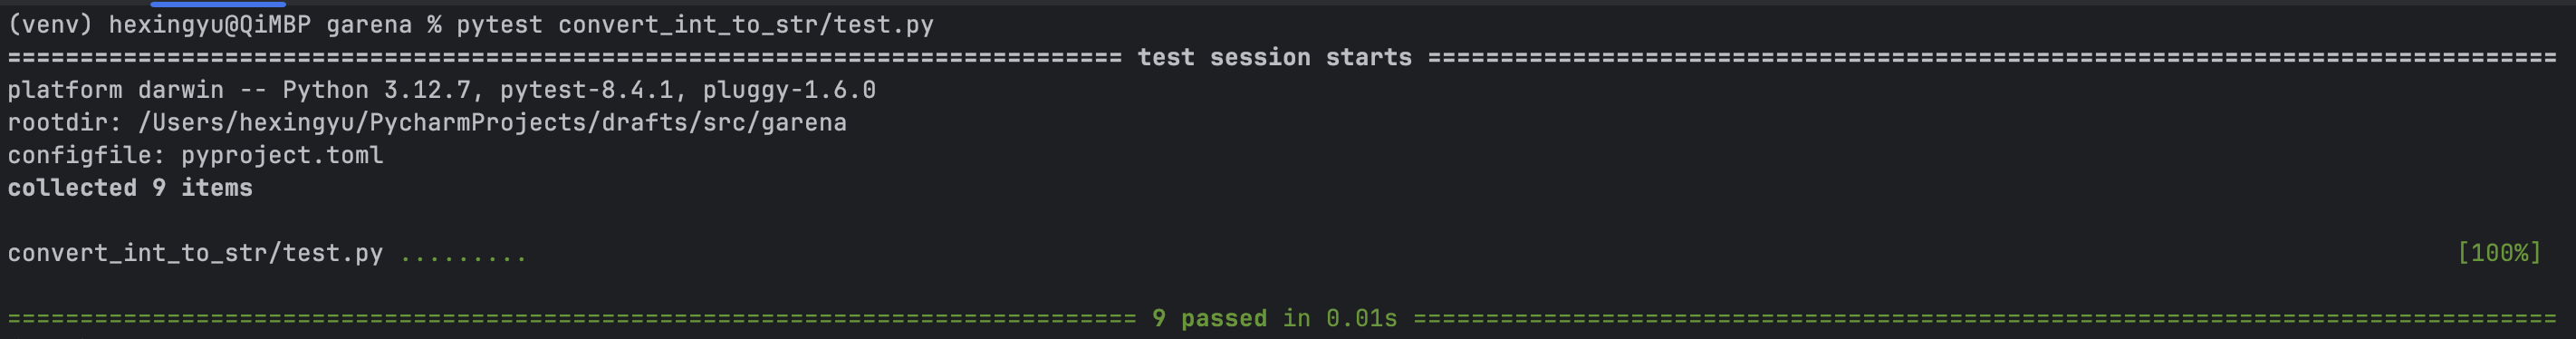 (venv) hexingyu@QiMBP garena % pytest convert_int_to_str/test.py
============================================================================= test session starts ==============================================================================
platform darwin -- Python 3.12.7, pytest-8.4.1, pluggy-1.6.0
rootdir: /Users/hexingyu/PycharmProjects/drafts/src/garena
configfile: pyproject.toml
collected 9 items
convert_int_to_str/test.py ......... [100%]
============================================================================== 9 passed in 0.01s ===============================================================================